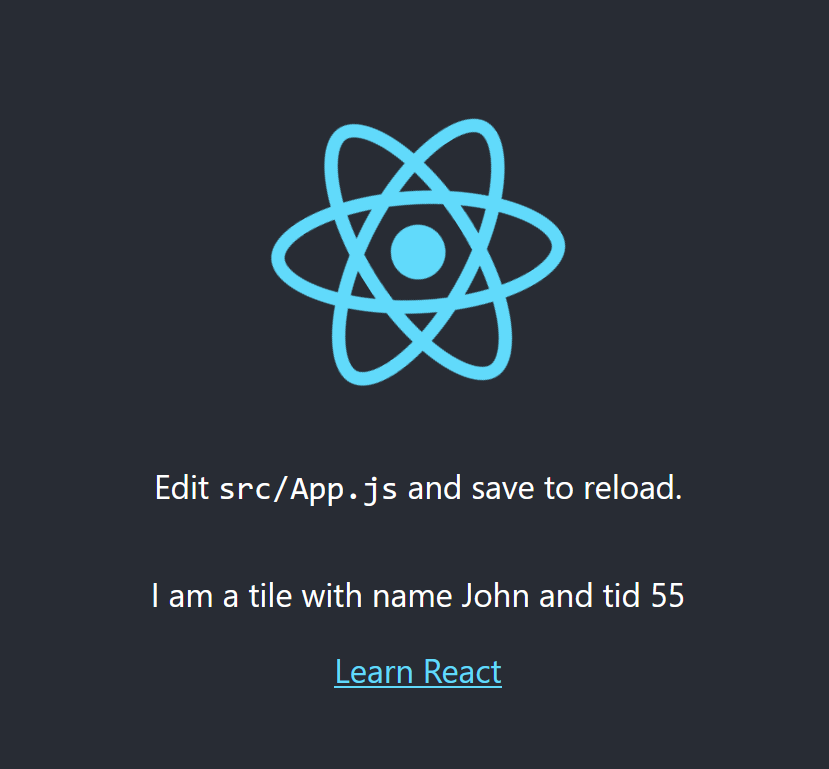 Edit src/App.js and save to reload.
I am a tile with name John and tid 55
Learn React